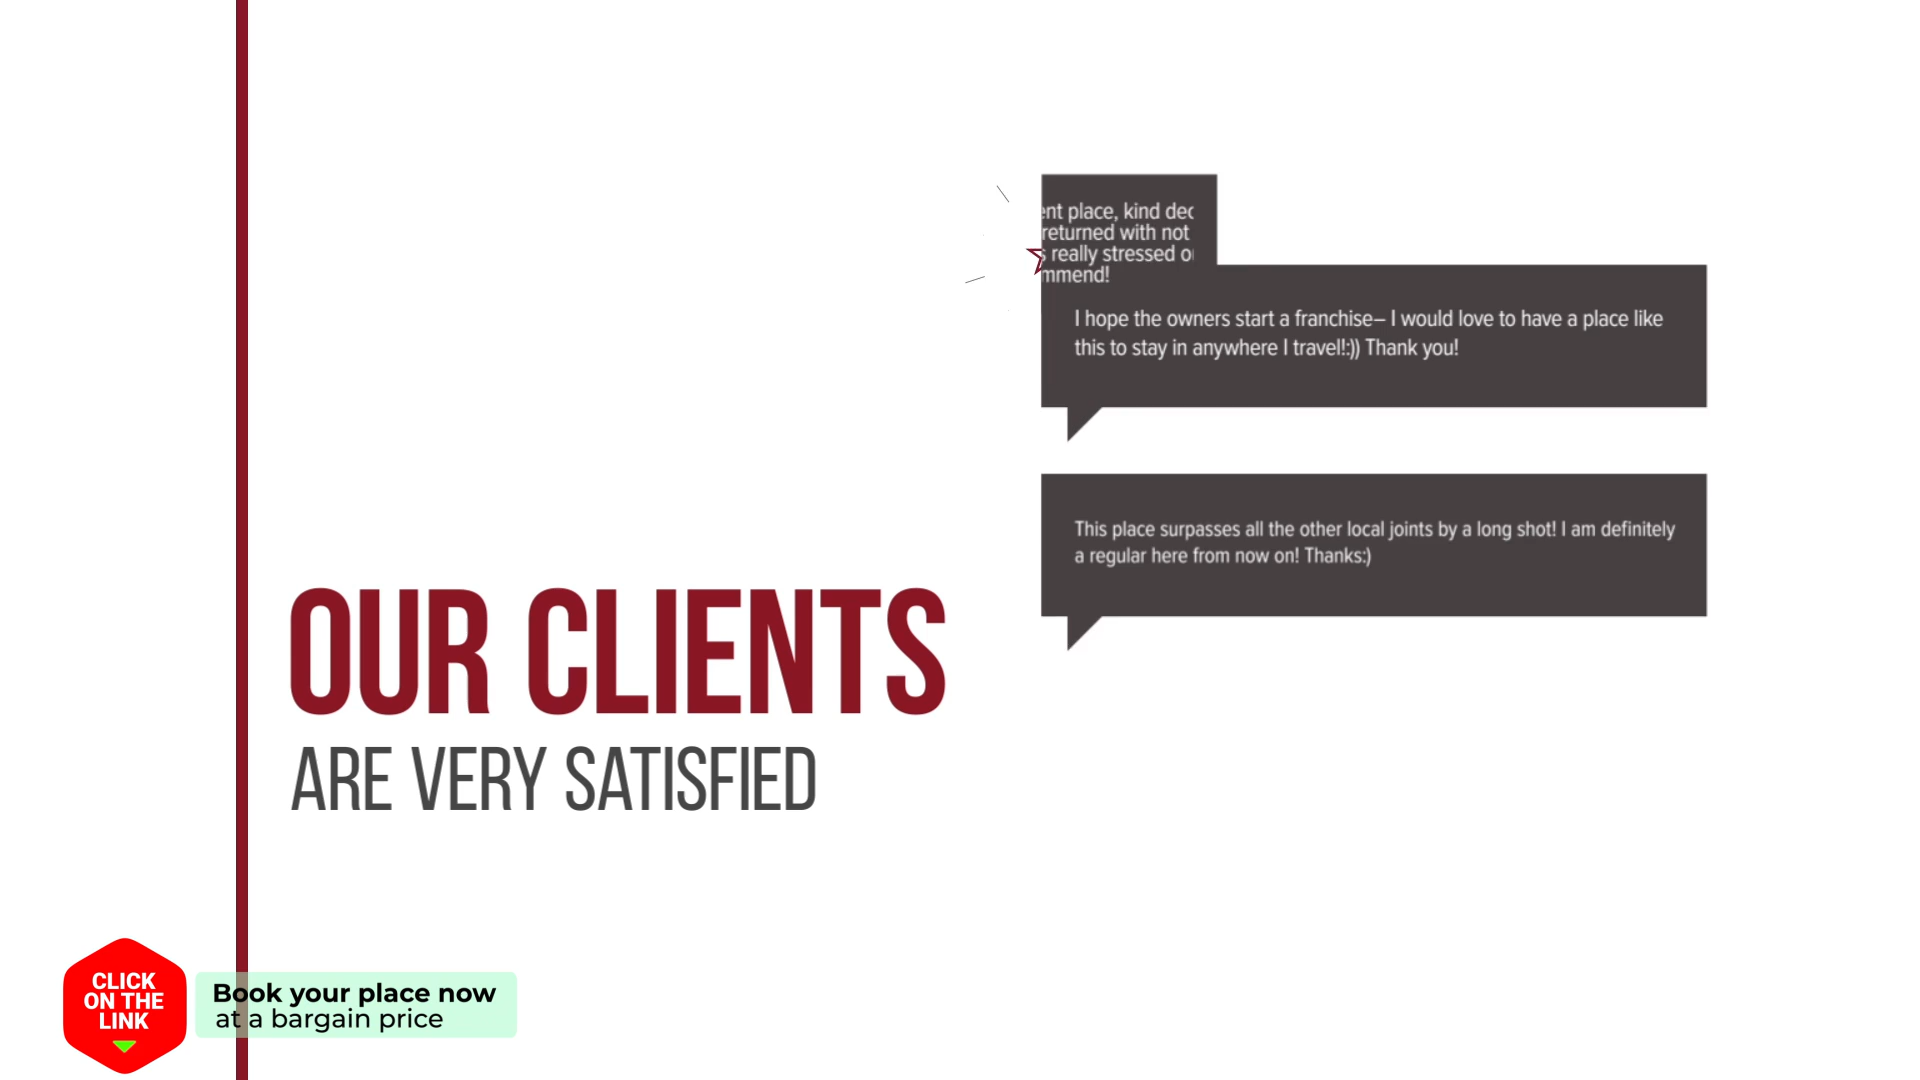 place, kind
returned with not
really stressed
I hope the owners start a franchise– I would love to have a place like
this to stay in anywhere I travel!:)) Thank you!
This place surpasses all the other local joints by a long shot! I am definitely
a regular here from now on! Thanks:)
OUR CLIENTS
ARE VERY SATISFIED
CLICK
ON THE
LINK
Book your place now
at a bargain price